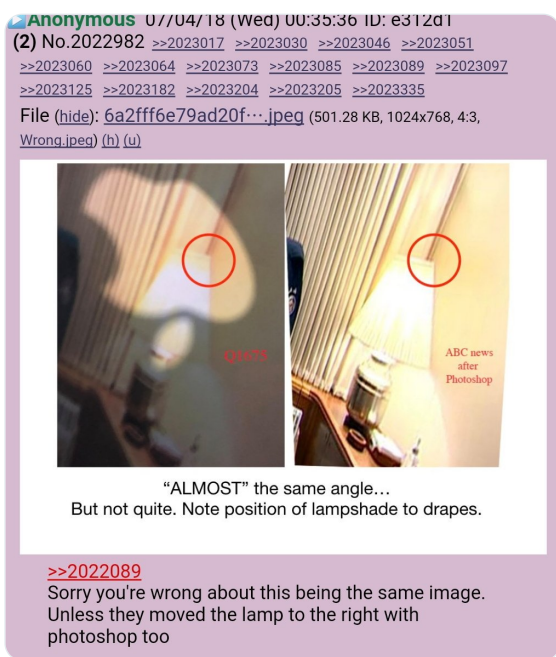 Anonymous 07/04/18 (Wed) 00:35:36 ID: e312d1
(2) No.2022982 >>2023017 >>2023030 >>2023046 >>2023051
>>2023060 >>2023064 >>2023073 >>2023085 >>2023089 >>2023097
>>2023125 >>2023182 >>2023204 >>2023205 >>2023335
File (hide): 6a2fff6e79ad20f⋯.jpeg (501.28 KB, 1024x768, 4:3,
Wrong.jpeg) (h) (u)
ABC news
after
Photoshop
“ALMOST” the same angle…
But not quite. Note position of lampshade to drapes.
>>2022089
Sorry you're wrong about this being the same image.
Unless they moved the lamp to the right with
photoshop too